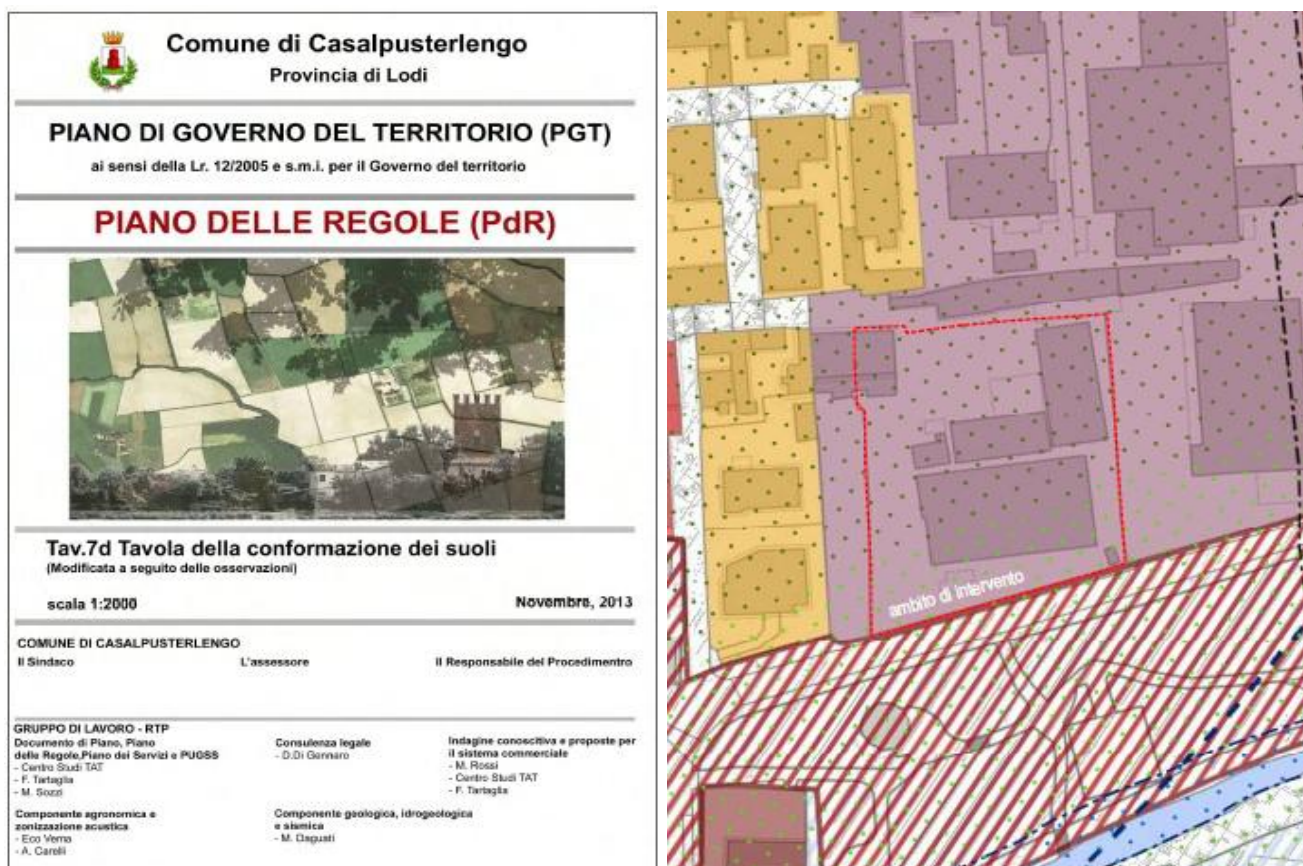 Comune di Casalpusterlengo
Provincia di Lodi
PIANO DI GOVERNO DEL TERRITORIO (PGT)
ai sensi della Lr. 12/2005 e s.m.i. per il Governo del territorio
PIANO DELLE REGOLE (PdR)
Tav.7d Tavola della conformazione dei suoli
(Modificata a seguito delle osservazioni)
scala 1:2000
Novembre, 2013
COMUNE DI CASALPUSTERLENGO
Il Sindaco
L'assessore
Il Responsabile del Procedimento
GRUPPO DI LAVORO - RTP
Documento di Piano, Piano
delle Regole,Piano dei Servizi e PUGSS
- Centro Studi TAT
- F. Tartaglia
- M. Sozzi
Consulenza legale
- D.Di Gennaro
Indagine conoscitiva e proposte per
il sistema commerciale
- M. Rossi
- Centro Studi TAT
- F. Tartaglia
Componente agronomica e
zonizzazione acustica
- Eco Verna
- A. Carelli
Componente geologica, idrogeologica
e sismica
- M. Daguati
ambito di intervento